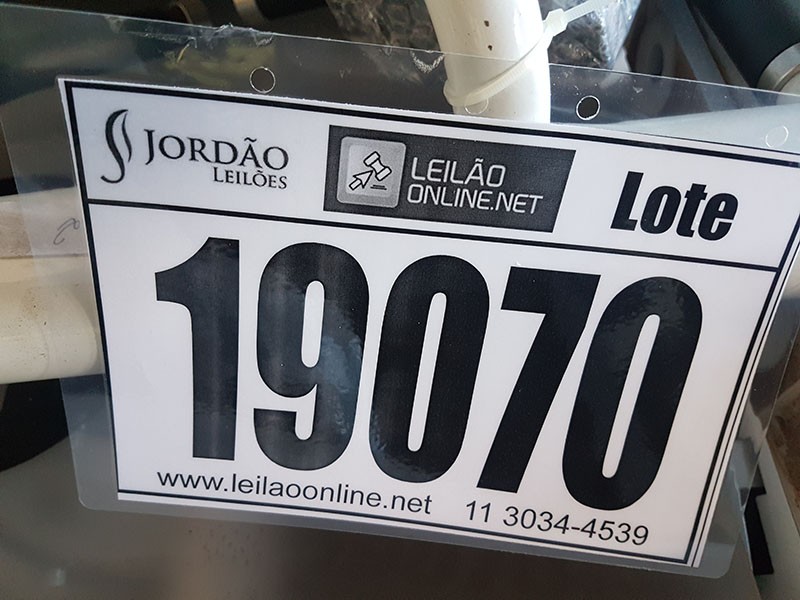 JORDÃO
LEILÕES
LEILÃO
ONLINE.NET
Lote
19070
www.leilaoonline.net 11 3034-4539